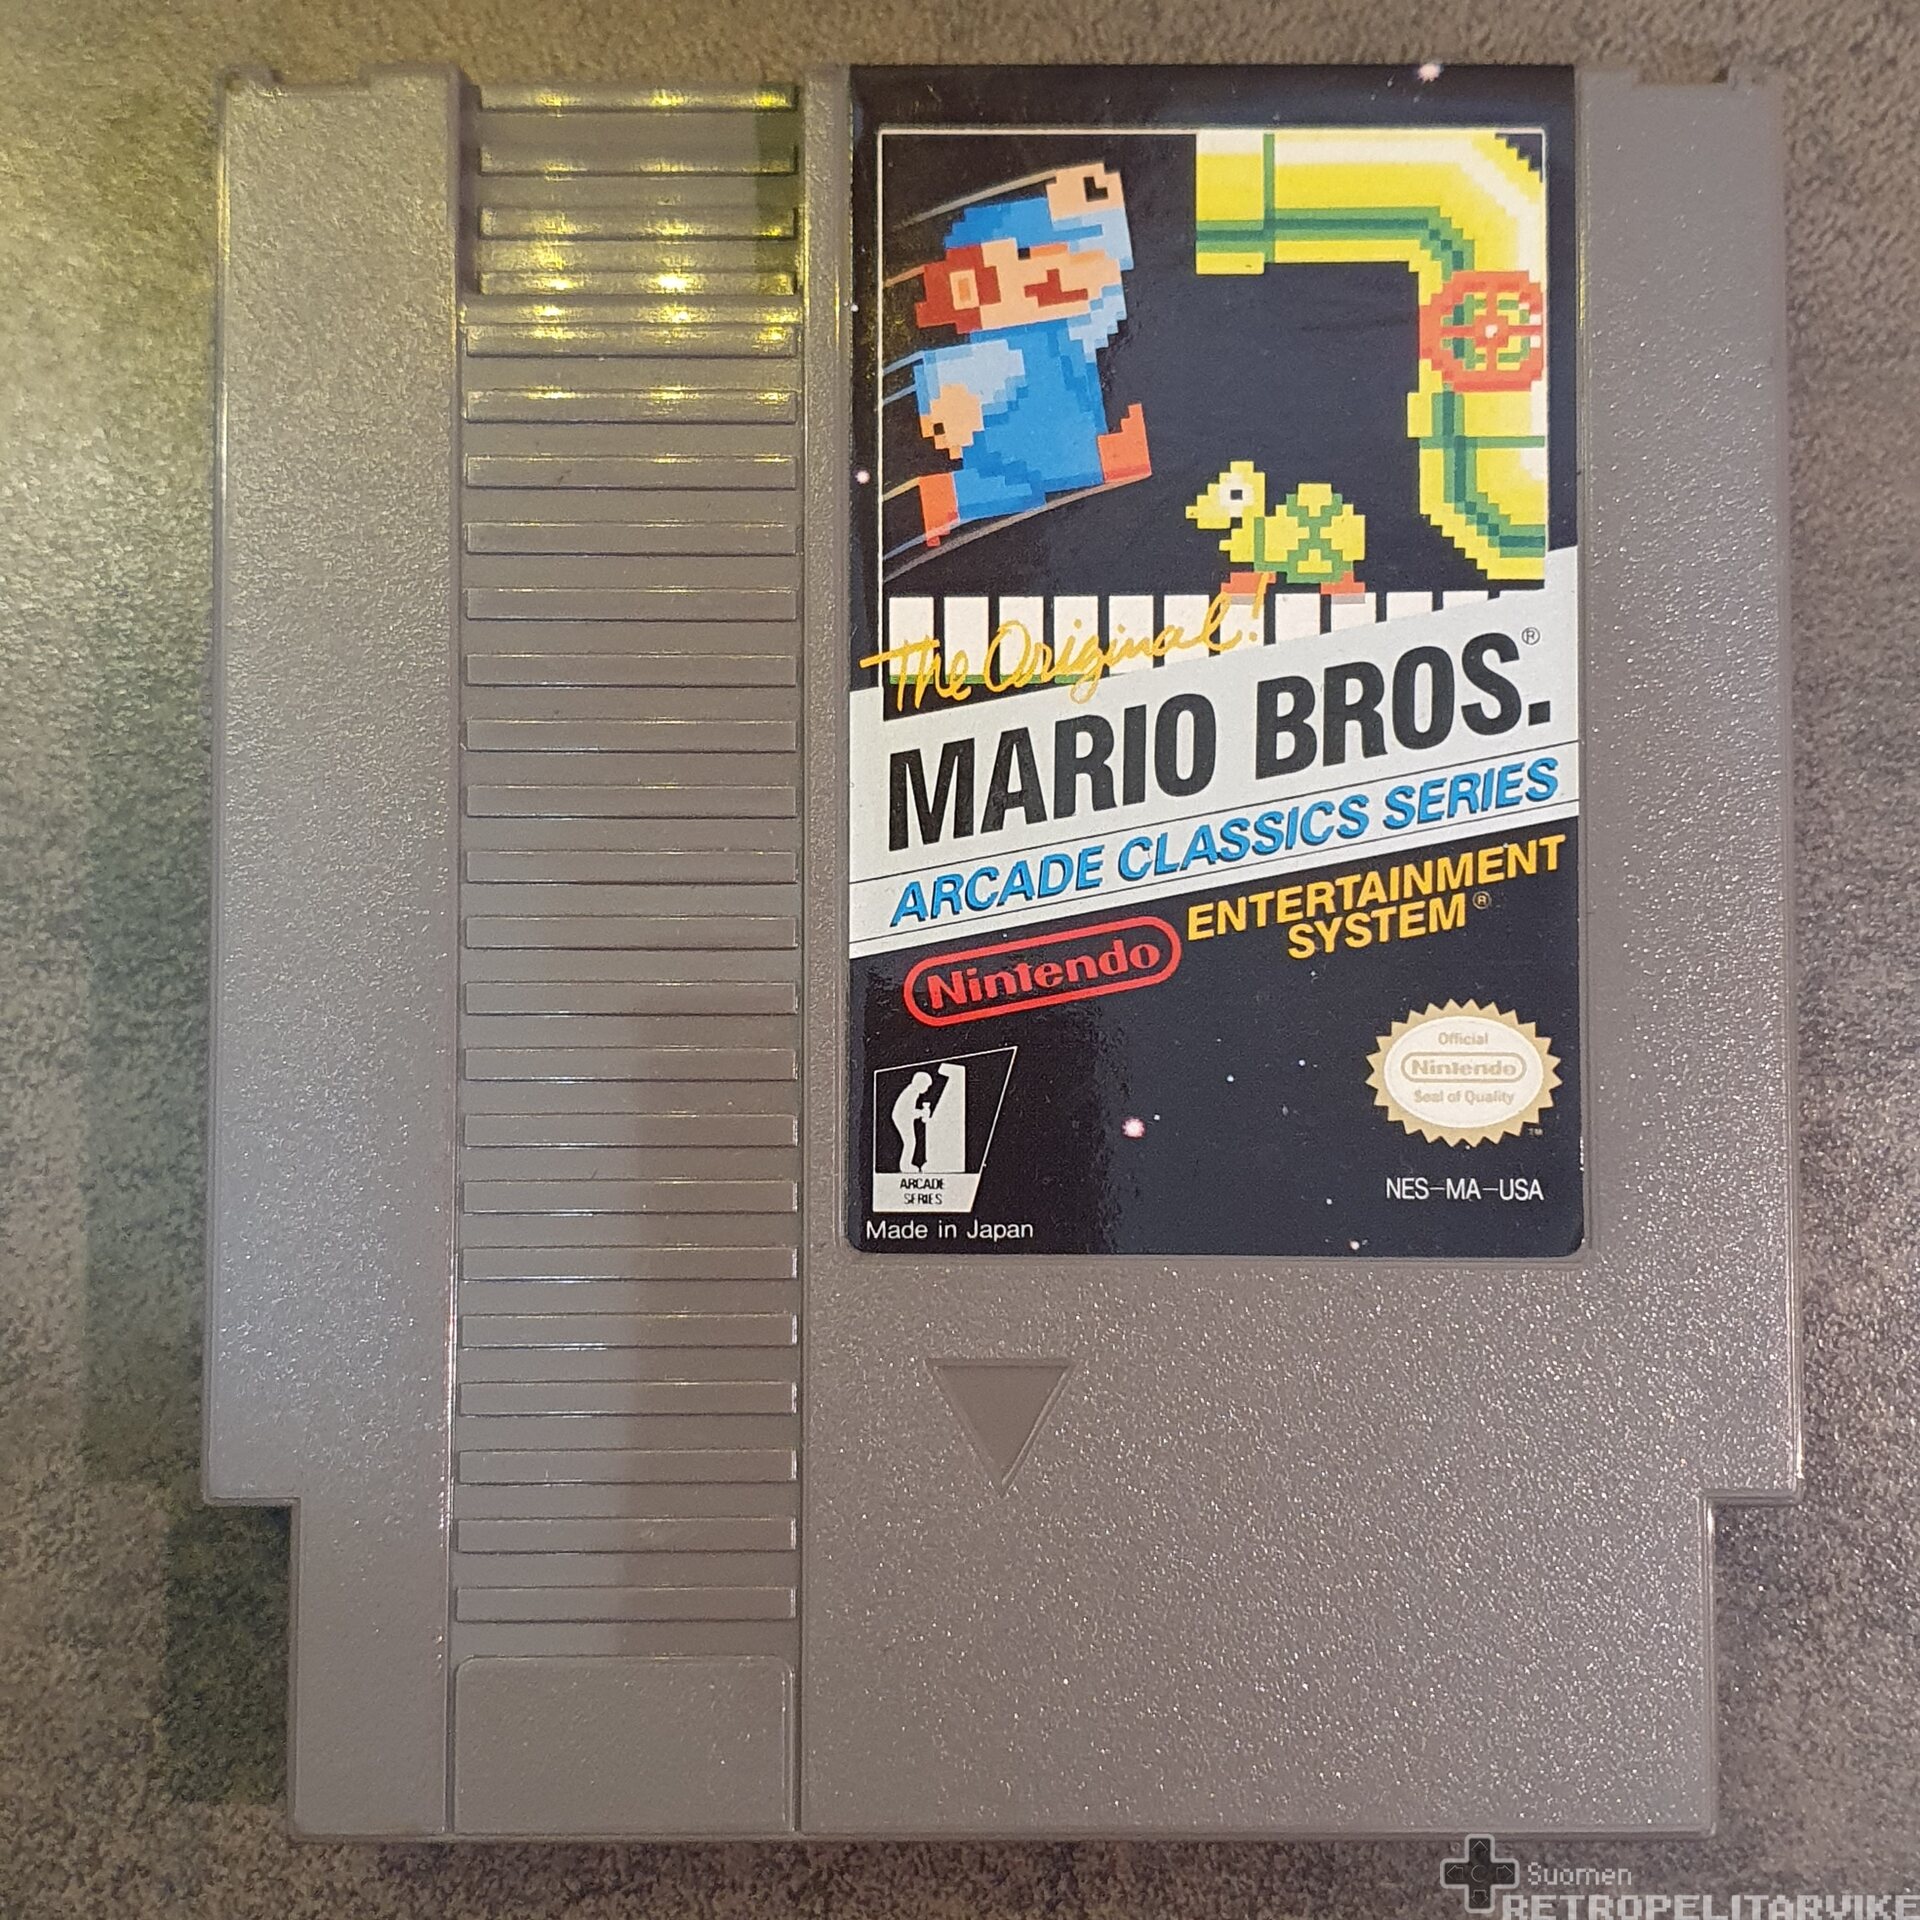 The Original!
MARIO BROS.®
ARCADE CLASSICS SERIES
Nintendo ENTERTAINMENT
SYSTEM®
Official
Nintendo
Seal of Quality
TM
ARCADE
SERIES
NES-MA-USA
Made in Japan
Suomen
RETROPELITARVIKE